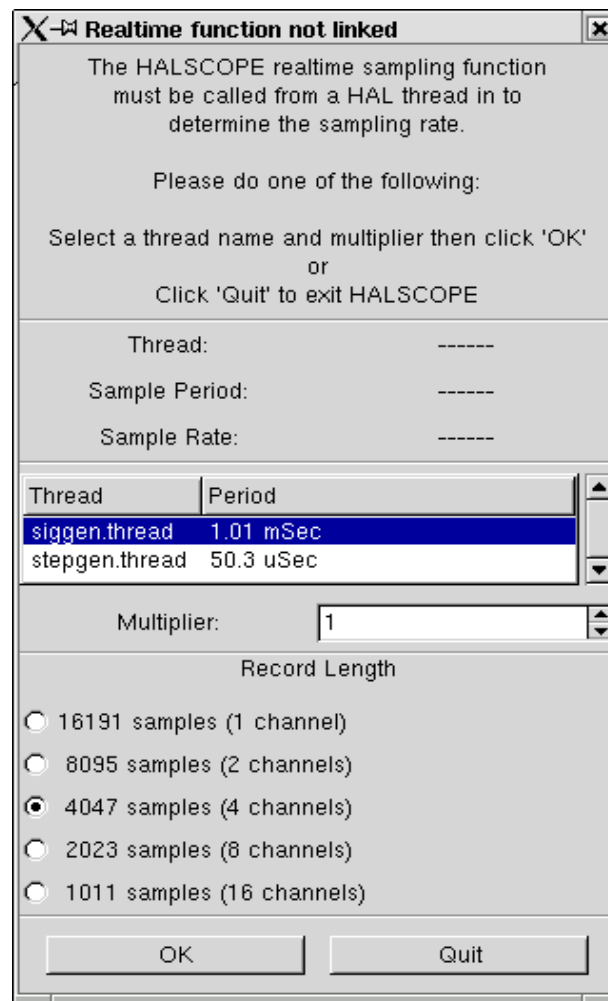 Realtime function not linked
The HALSCOPE realtime sampling function
must be called from a HAL thread in to
determine the sampling rate.
Please do one of the following:
Select a thread name and multiplier then click 'OK'
or
Click 'Quit' to exit HALSCOPE
Thread: ------
Sample Period: ------
Sample Rate: ------
Thread Period
siggen.thread 1.01 mSec
stepgen.thread 50.3 uSec
Multiplier: 1
Record Length
16191 samples (1 channel)
8095 samples (2 channels)
4047 samples (4 channels)
2023 samples (8 channels)
1011 samples (16 channels)
OK Quit